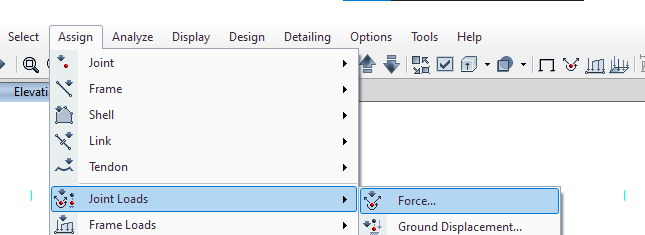 Select Assign Analyze Display Design Detailing Options Tools Help
Joint
Elevati
Frame
Shell
Link
Tendon
Joint Loads
Force...
Frame Loads
Ground Displacement...